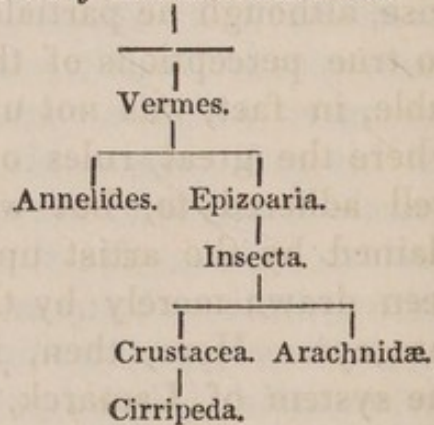 Vermes.
Annelides. Epizoaria.
Insecta.
Crustacea. Arachnidæ.
Cirripeda.